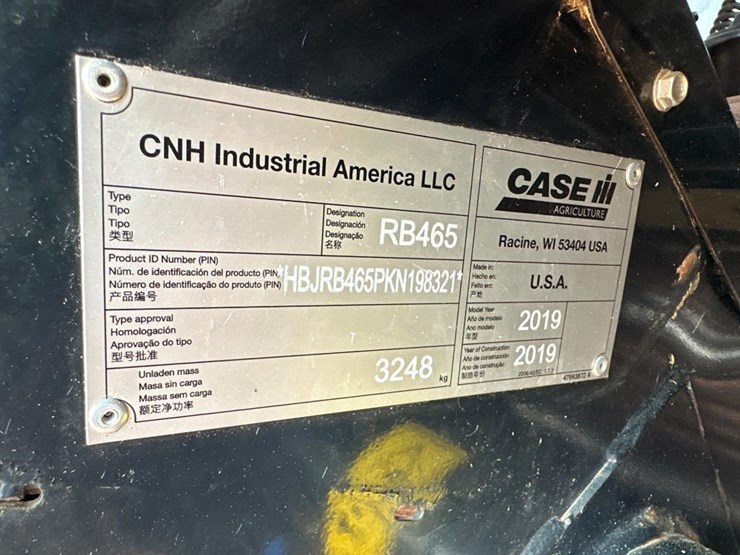 CNH Industrial America LLC
CASE IH
AGRICULTURE
Type
Tipo
Tipo
类型
Designation
Designación
Designação
名称
RB465
Racine, WI 53404 USA
Product ID Number (PIN)
Núm. de identificación del producto (PIN)
Número de identificação do produto (PIN)
产品编号
*HBJRB465PKN198321*
Made in:
Hecho en:
Feito em:
产地
U.S.A.
Type approval
Homologación
Aprovação do tipo
型号批准
Model Year
Año de modelo
Ano modelo
年型
2019
Unladen mass
Masa sin carga
Massa sem carga
额定净功率
3248 kg
Year of Construction
Año de construcción
Ano de construção
制造年份
2019